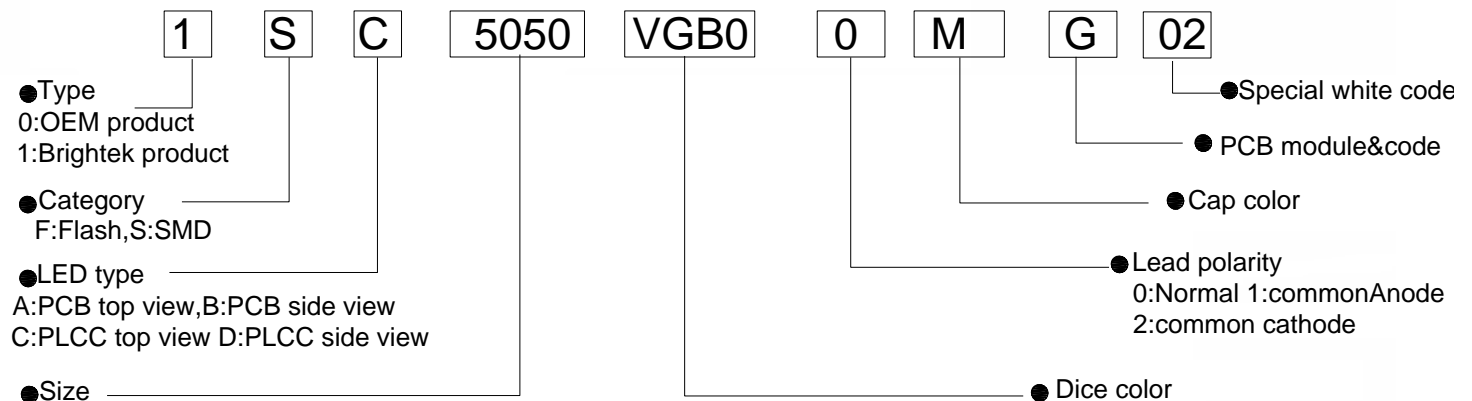 1 S C 5050 VGB0 0 M G 02
●Type
0:OEM product
1:Brightek product
●Category
F:Flash,S:SMD
●LED type
A:PCB top view,B:PCB side view
C:PLCC top view D:PLCC side view
●Size
●Special white code
● PCB module&code
● Cap color
● Lead polarity
0:Normal 1:commonAnode
2:common cathode
● Dice color